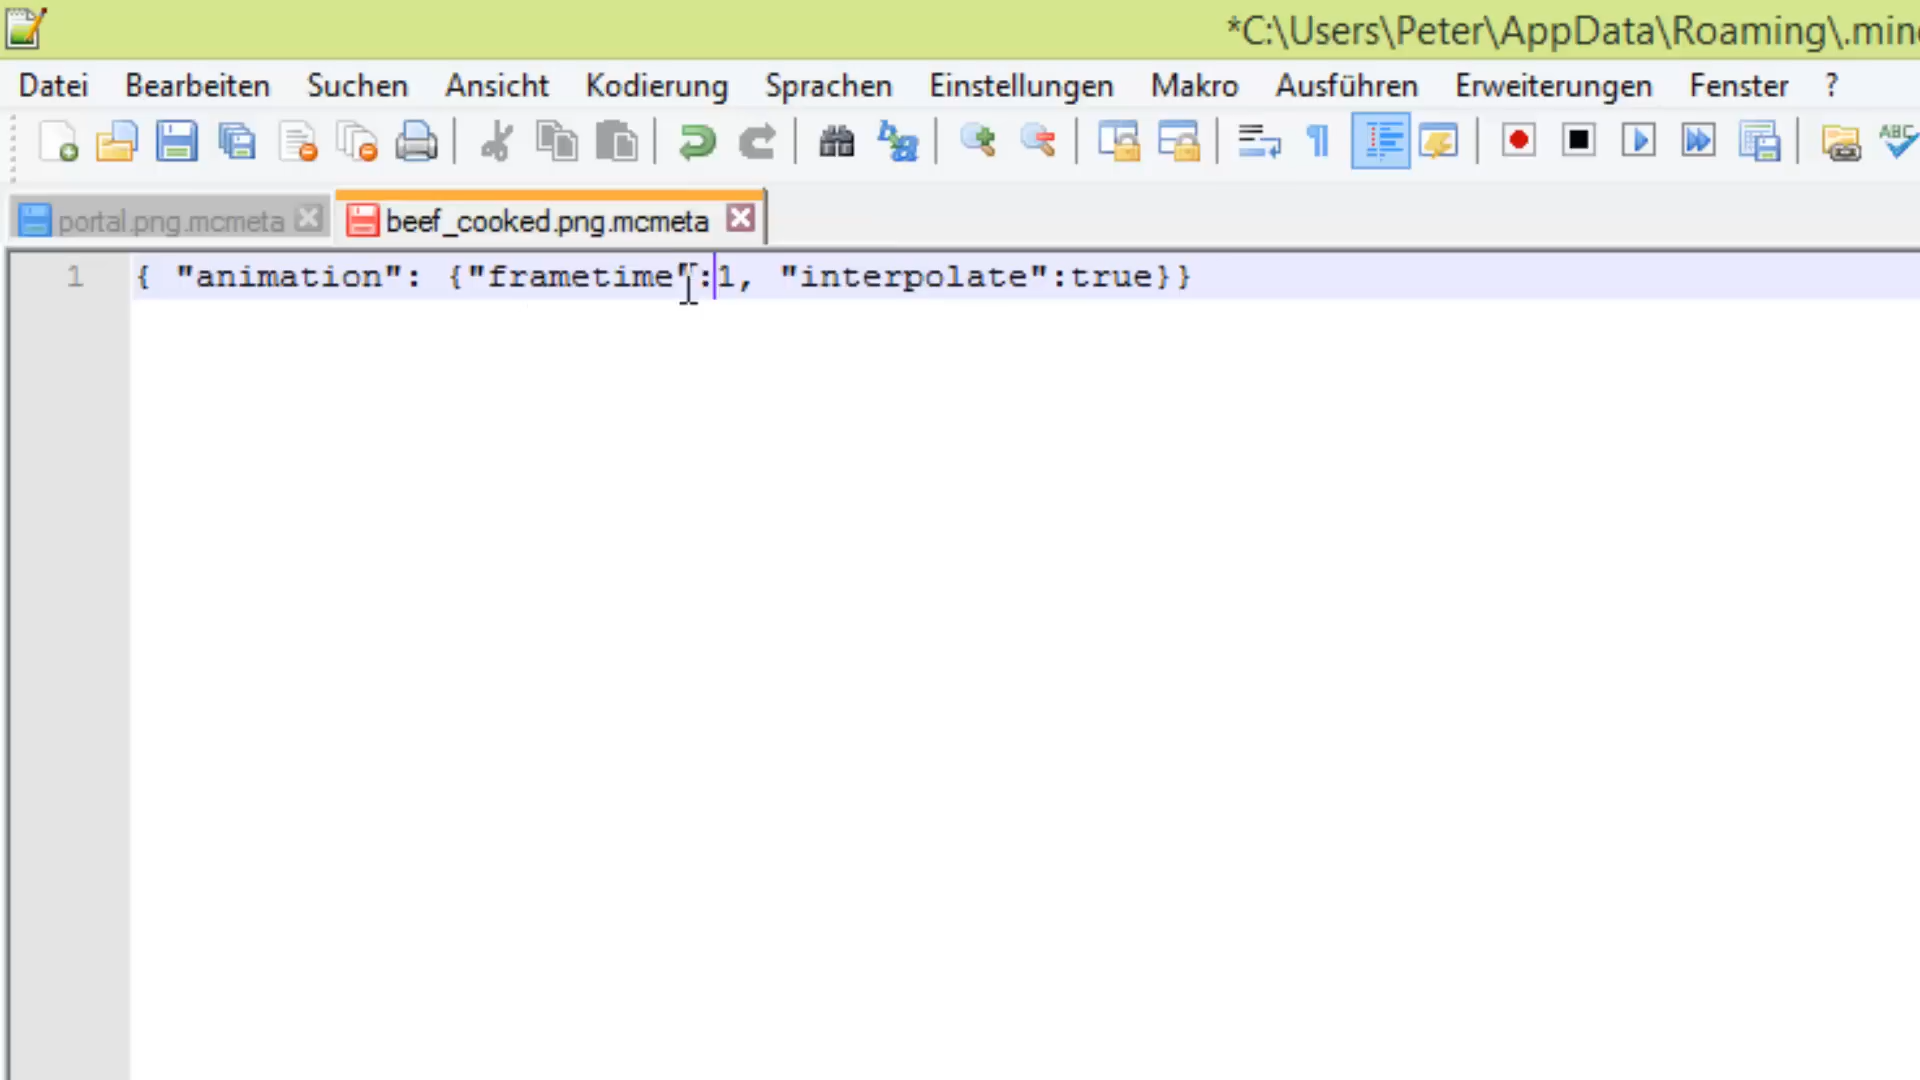 *C:\Users\Peter\AppData\Roaming\.min
Datei Bearbeiten Suchen Ansicht Kodierung Sprachen Einstellungen Makro Ausführen Erweiterungen Fenster ?
ABC
portal.png.mcmeta beef_cooked.png.mcmeta
1 { "animation": {"frametime":1, "interpolate":true}}